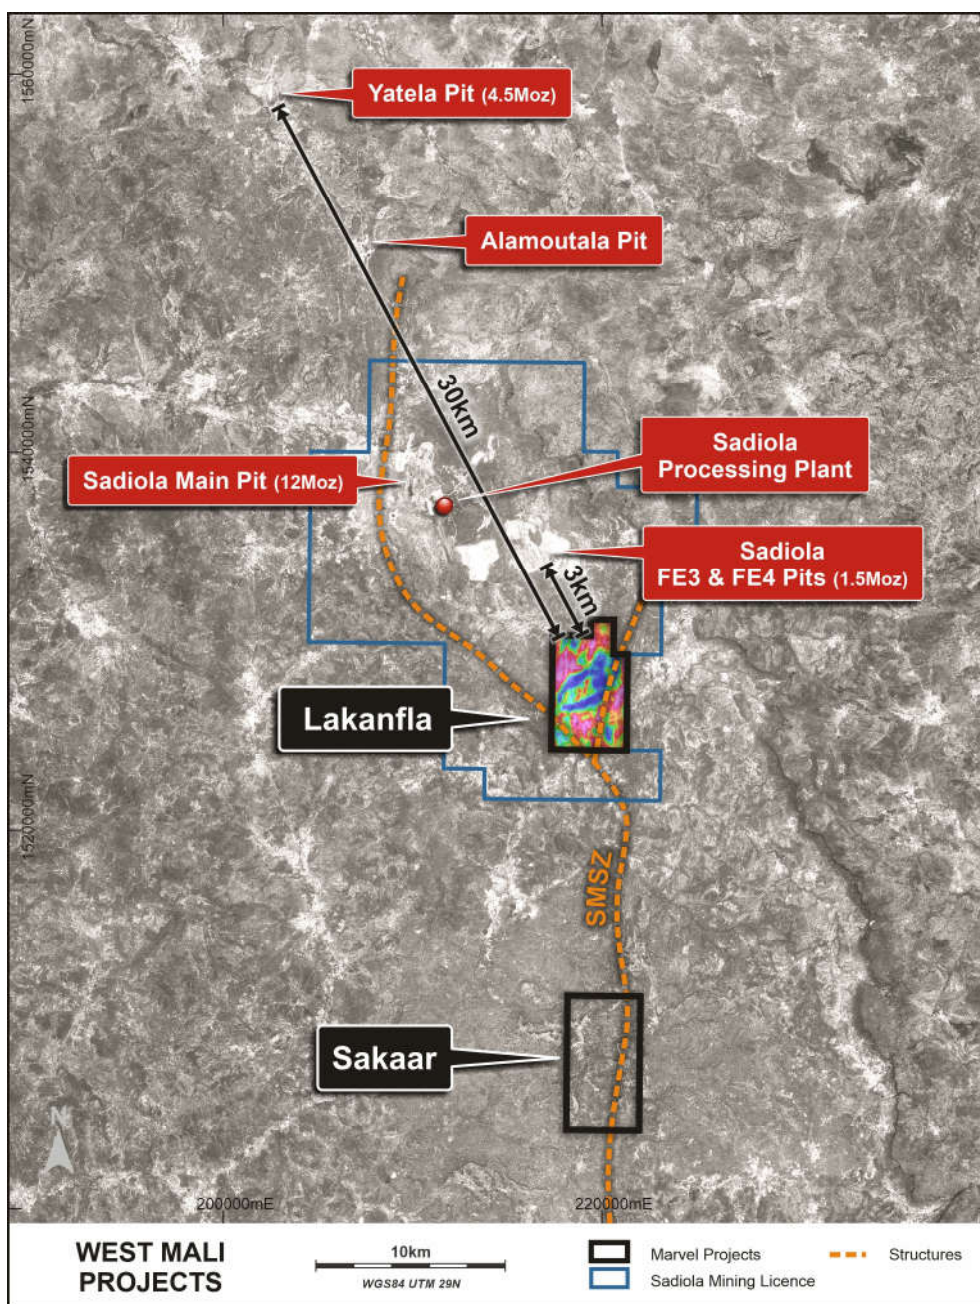 1560000mN
Yatela Pit (4.5Moz)
Alamoutala Pit
30km
1540000mN
Sadiola
Processing Plant
Sadiola Main Pit (12Moz)
Sadiola
FE3 & FE4 Pits (1.5Moz)
3km
Lakanfla
1520000mN
SMSZ
Sakaar
N
200000mE
220000mE
WEST MALI
PROJECTS
10km
WGS84 UTM 29N
Marvel Projects
Structures
Sadiola Mining Licence